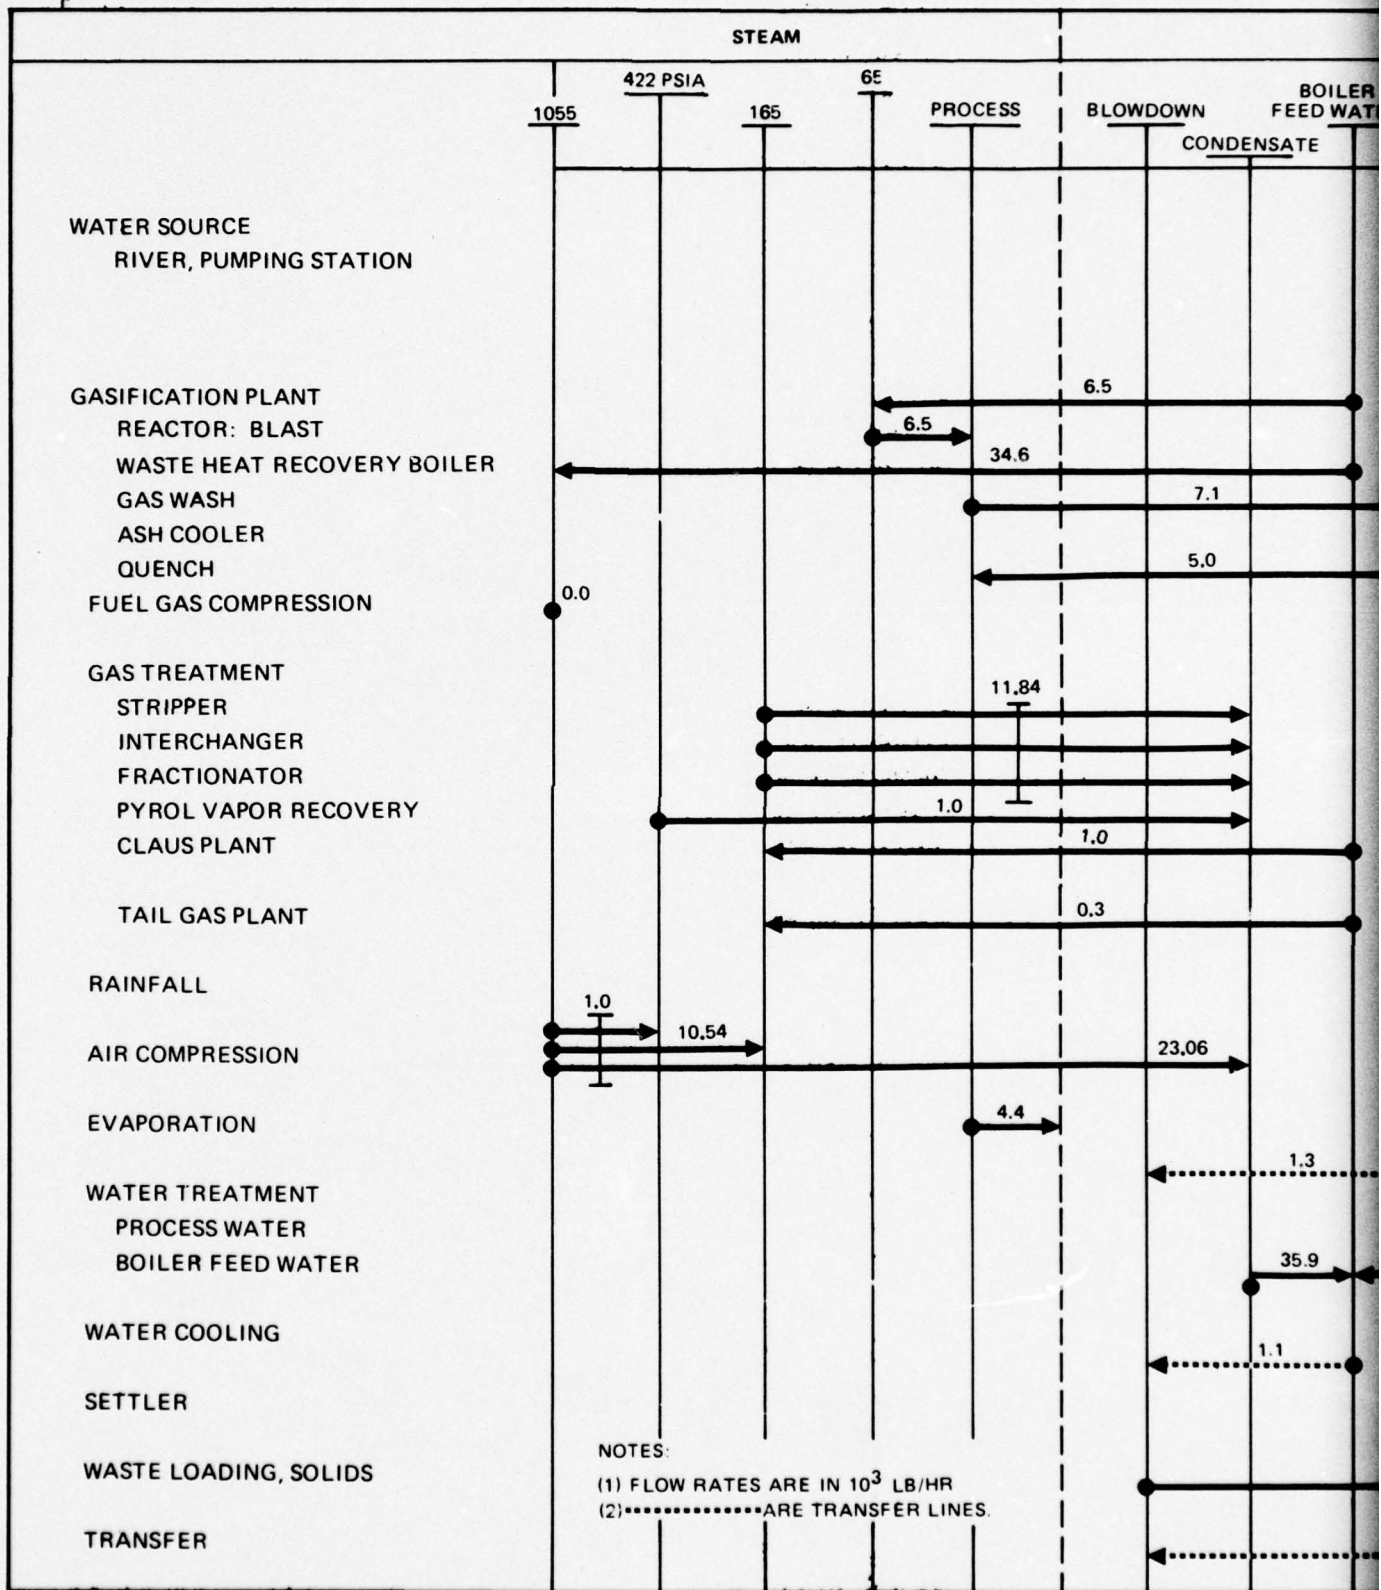 STEAM
422 PSIA
65
BOILER
1055
165
PROCESS
BLOWDOWN
FEED WAT
CONDENSATE
WATER SOURCE
RIVER, PUMPING STATION
GASIFICATION PLANT
6.5
REACTOR: BLAST
6.5
WASTE HEAT RECOVERY BOILER
34.6
GAS WASH
7.1
ASH COOLER
QUENCH
5.0
FUEL GAS COMPRESSION
0.0
GAS TREATMENT
11.84
STRIPPER
INTERCHANGER
FRACTIONATOR
PYROL VAPOR RECOVERY
1.0
CLAUS PLANT
1.0
TAIL GAS PLANT
0.3
RAINFALL
1.0
10.54
AIR COMPRESSION
23.06
EVAPORATION
4.4
1.3
WATER TREATMENT
PROCESS WATER
BOILER FEED WATER
35.9
WATER COOLING
1.1
SETTLER
NOTES:
WASTE LOADING, SOLIDS
(1) FLOW RATES ARE IN 10³ LB/HR
(2) ARE TRANSFER LINES.
TRANSFER